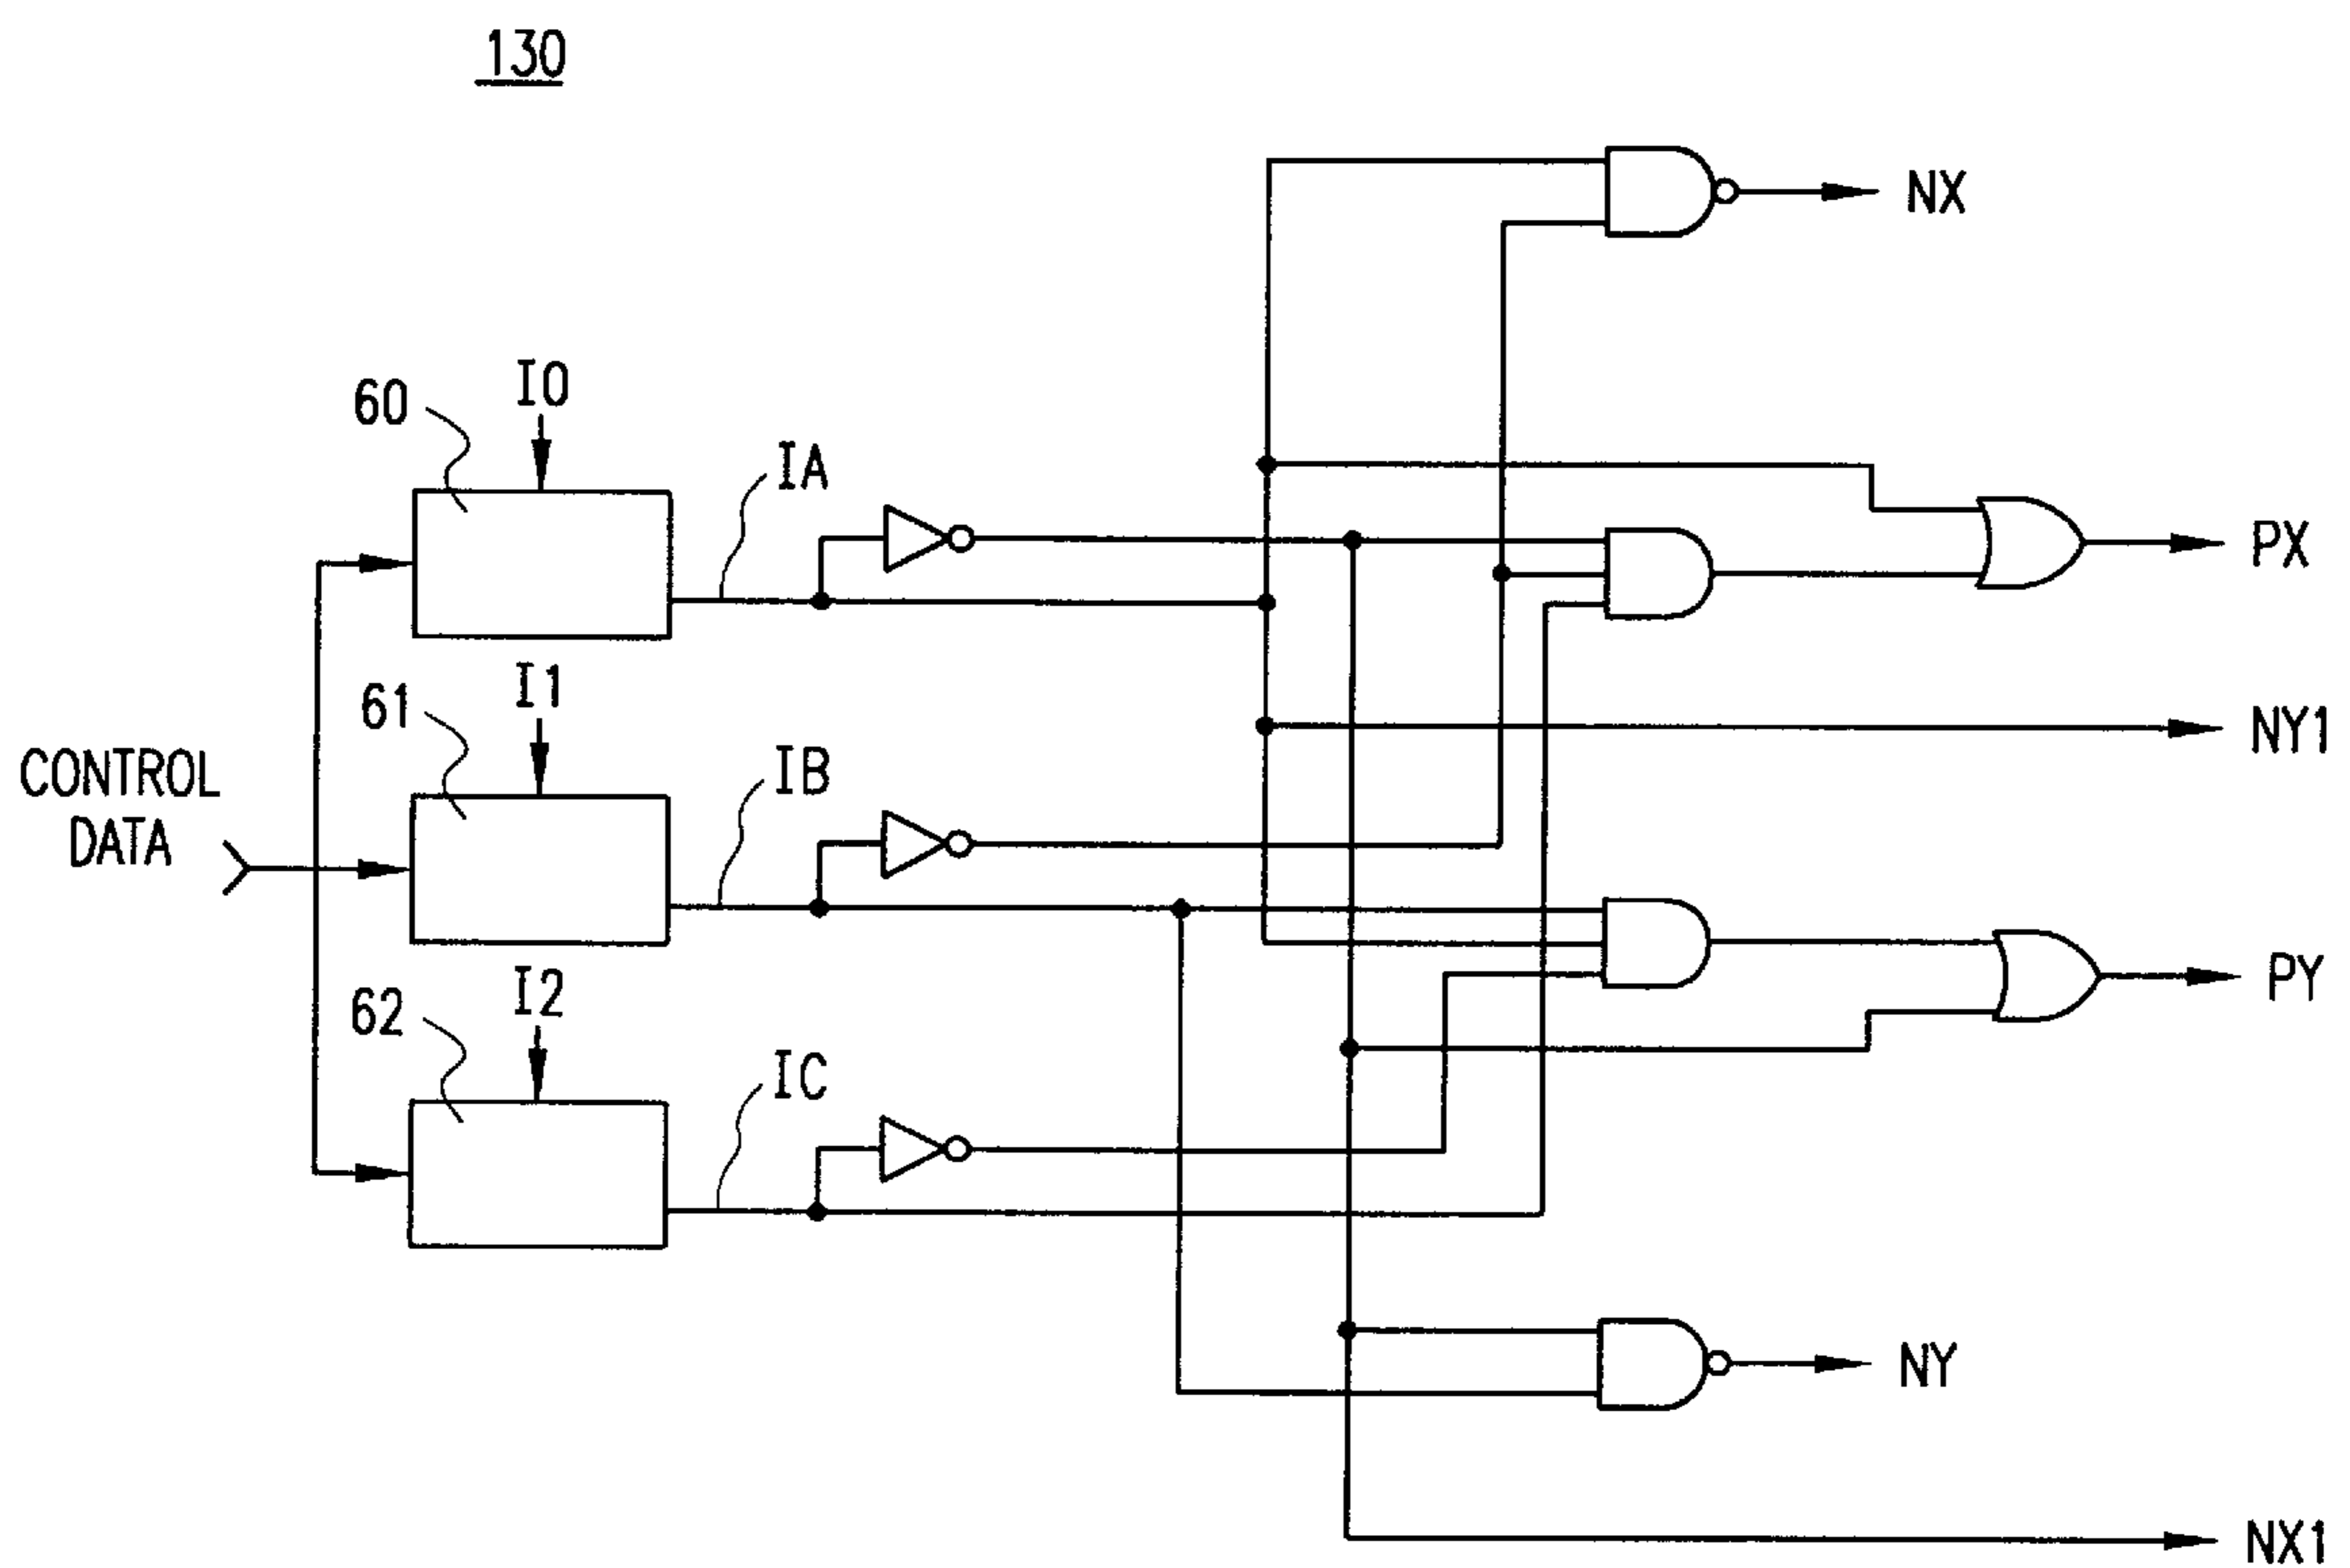 130
NX
I0
60
IA
PX
I1
61
NY1
IB
CONTROL
DATA
PY
I2
62
IC
NY
NX1